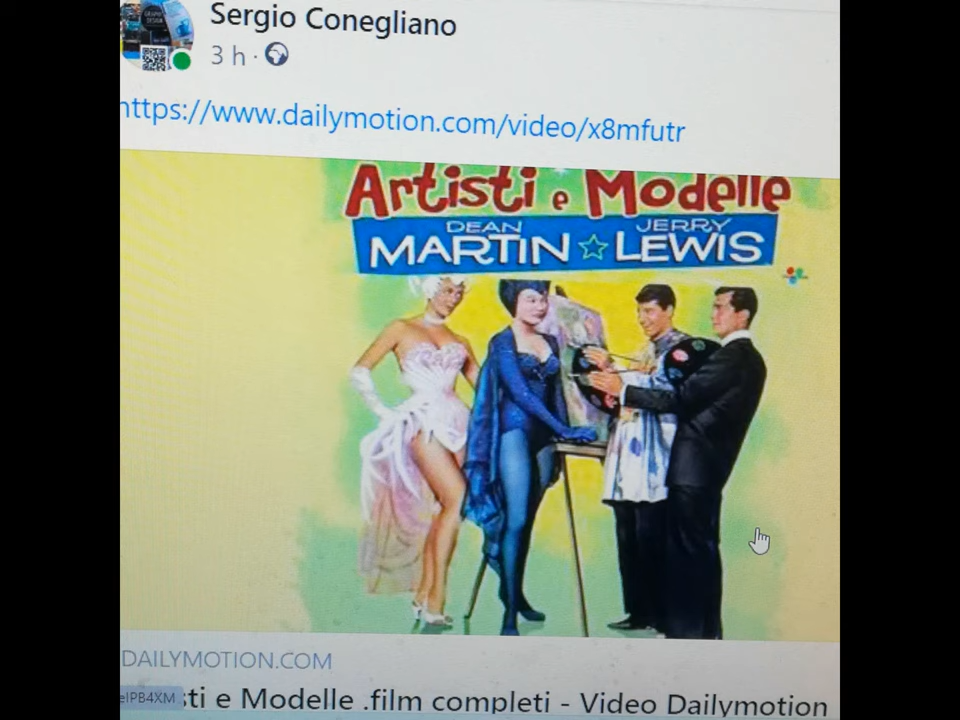 Sergio Conegliano
3 h ·
https://www.dailymotion.com/video/x8mfutr
Artisti e Modelle
DEAN JERRY
MARTIN LEWIS
DAILYMOTION.COM
eIPB4XM
sti e Modelle .film completi - Video Dailymotion